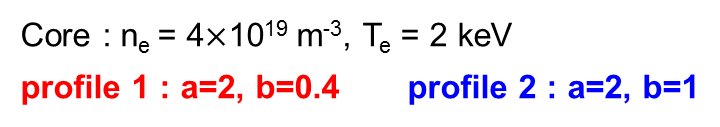 Core : nₑ = 4×10¹⁹ m⁻³, Tₑ = 2 keV
profile 1 : a=2, b=0.4 profile 2 : a=2, b=1